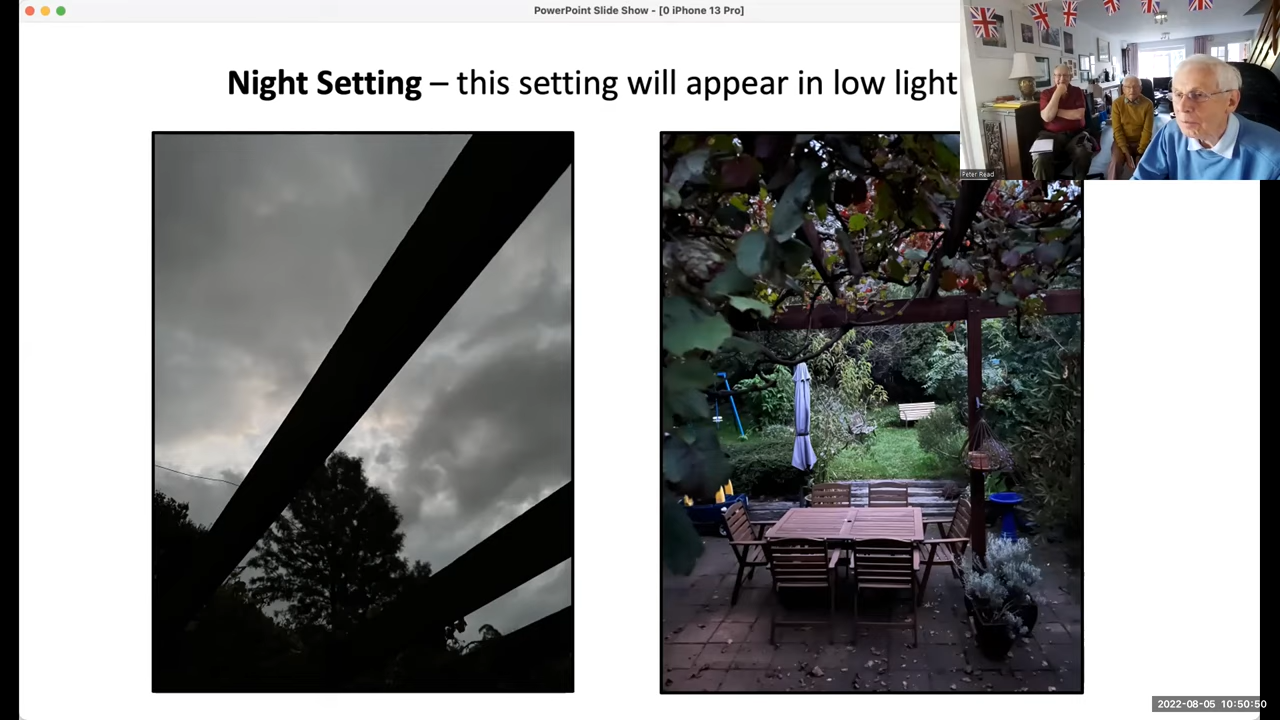 PowerPoint Slide Show - [0 iPhone 13 Pro]
Night Setting – this setting will appear in low light
Peter Read
2022-08-05 10:50:50